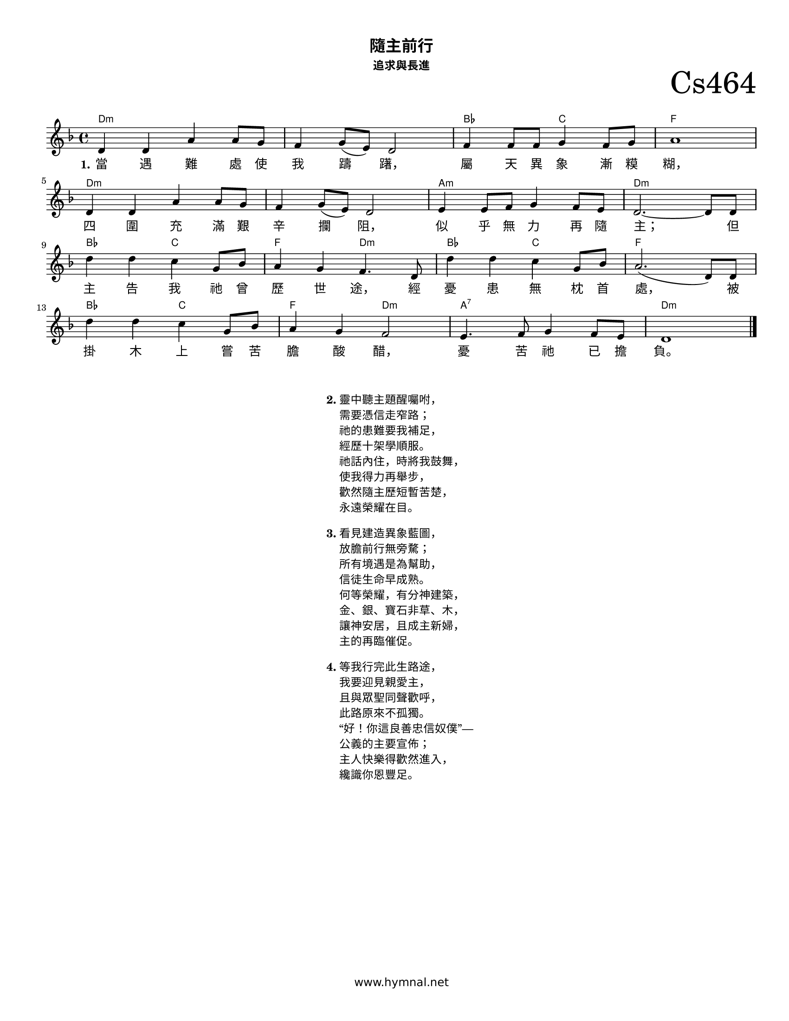 隨主前行
追求與長進
Cs464
Dm B♭ C F
1. 當 遇 難 處 使 我 躊 躇， 屬 天 異 象 漸 糢 糊，
5 Dm Am Dm
四 圍 充 滿 艱 辛 攔 阻， 似 乎 無 力 再 隨 主； 但
9 B♭ C F Dm B♭ C F
主 告 我 祂 曾 歷 世 途， 經 憂 患 無 枕 首 處， 被
13 B♭ C F Dm A7 Dm
掛 木 上 嘗 苦 膽 酸 醋， 憂 苦 祂 已 擔 負。
2. 靈中聽主題醒囑咐，
需要憑信走窄路；
祂的患難要我補足，
經歷十架學順服。
祂話內住，時將我鼓舞，
使我得力再舉步，
歡然隨主歷短暫苦楚，
永遠榮耀在目。
3. 看見建造異象藍圖，
放膽前行無旁騖；
所有境遇是為幫助，
信徒生命早成熟。
何等榮耀，有分神建築，
金、銀、寶石非草、木，
讓神安居，且成主新婦，
主的再臨催促。
4. 等我行完此生路途，
我要迎見親愛主，
且與眾聖同聲歡呼，
此路原來不孤獨。
“好！你這良善忠信奴僕”—
公義的主要宣佈；
主人快樂得歡然進入，
纔識你恩豐足。
www.hymnal.net